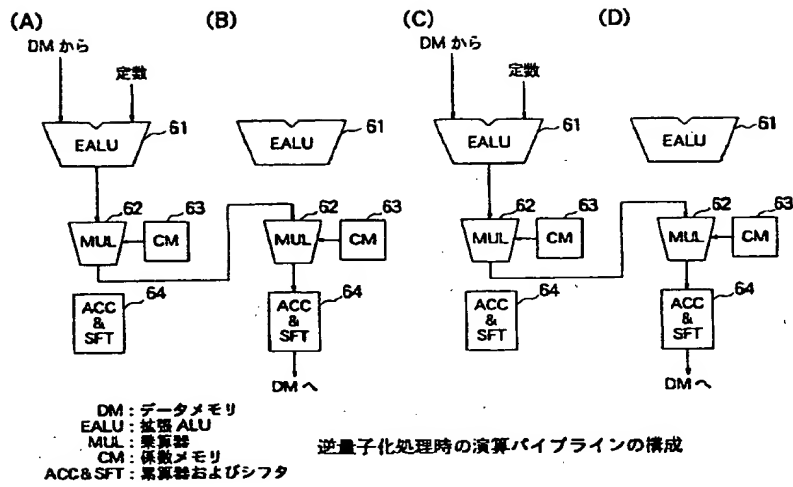 (A)
(B)
(C)
(D)
DM から
定数
DM から
定数
EALU
61
EALU
61
EALU
61
EALU
61
62
63
MUL
CM
62
63
MUL
CM
62
63
MUL
CM
62
63
MUL
CM
64
ACC
&
SFT
64
ACC
&
SFT
64
ACC
&
SFT
64
ACC
&
SFT
DM へ
DM へ
DM : データメモリ
EALU : 拡張 ALU
MUL : 乗算器
CM : 係数メモリ
ACC&SFT : 累算器およびシフタ
逆量子化処理時の演算パイプラインの構成